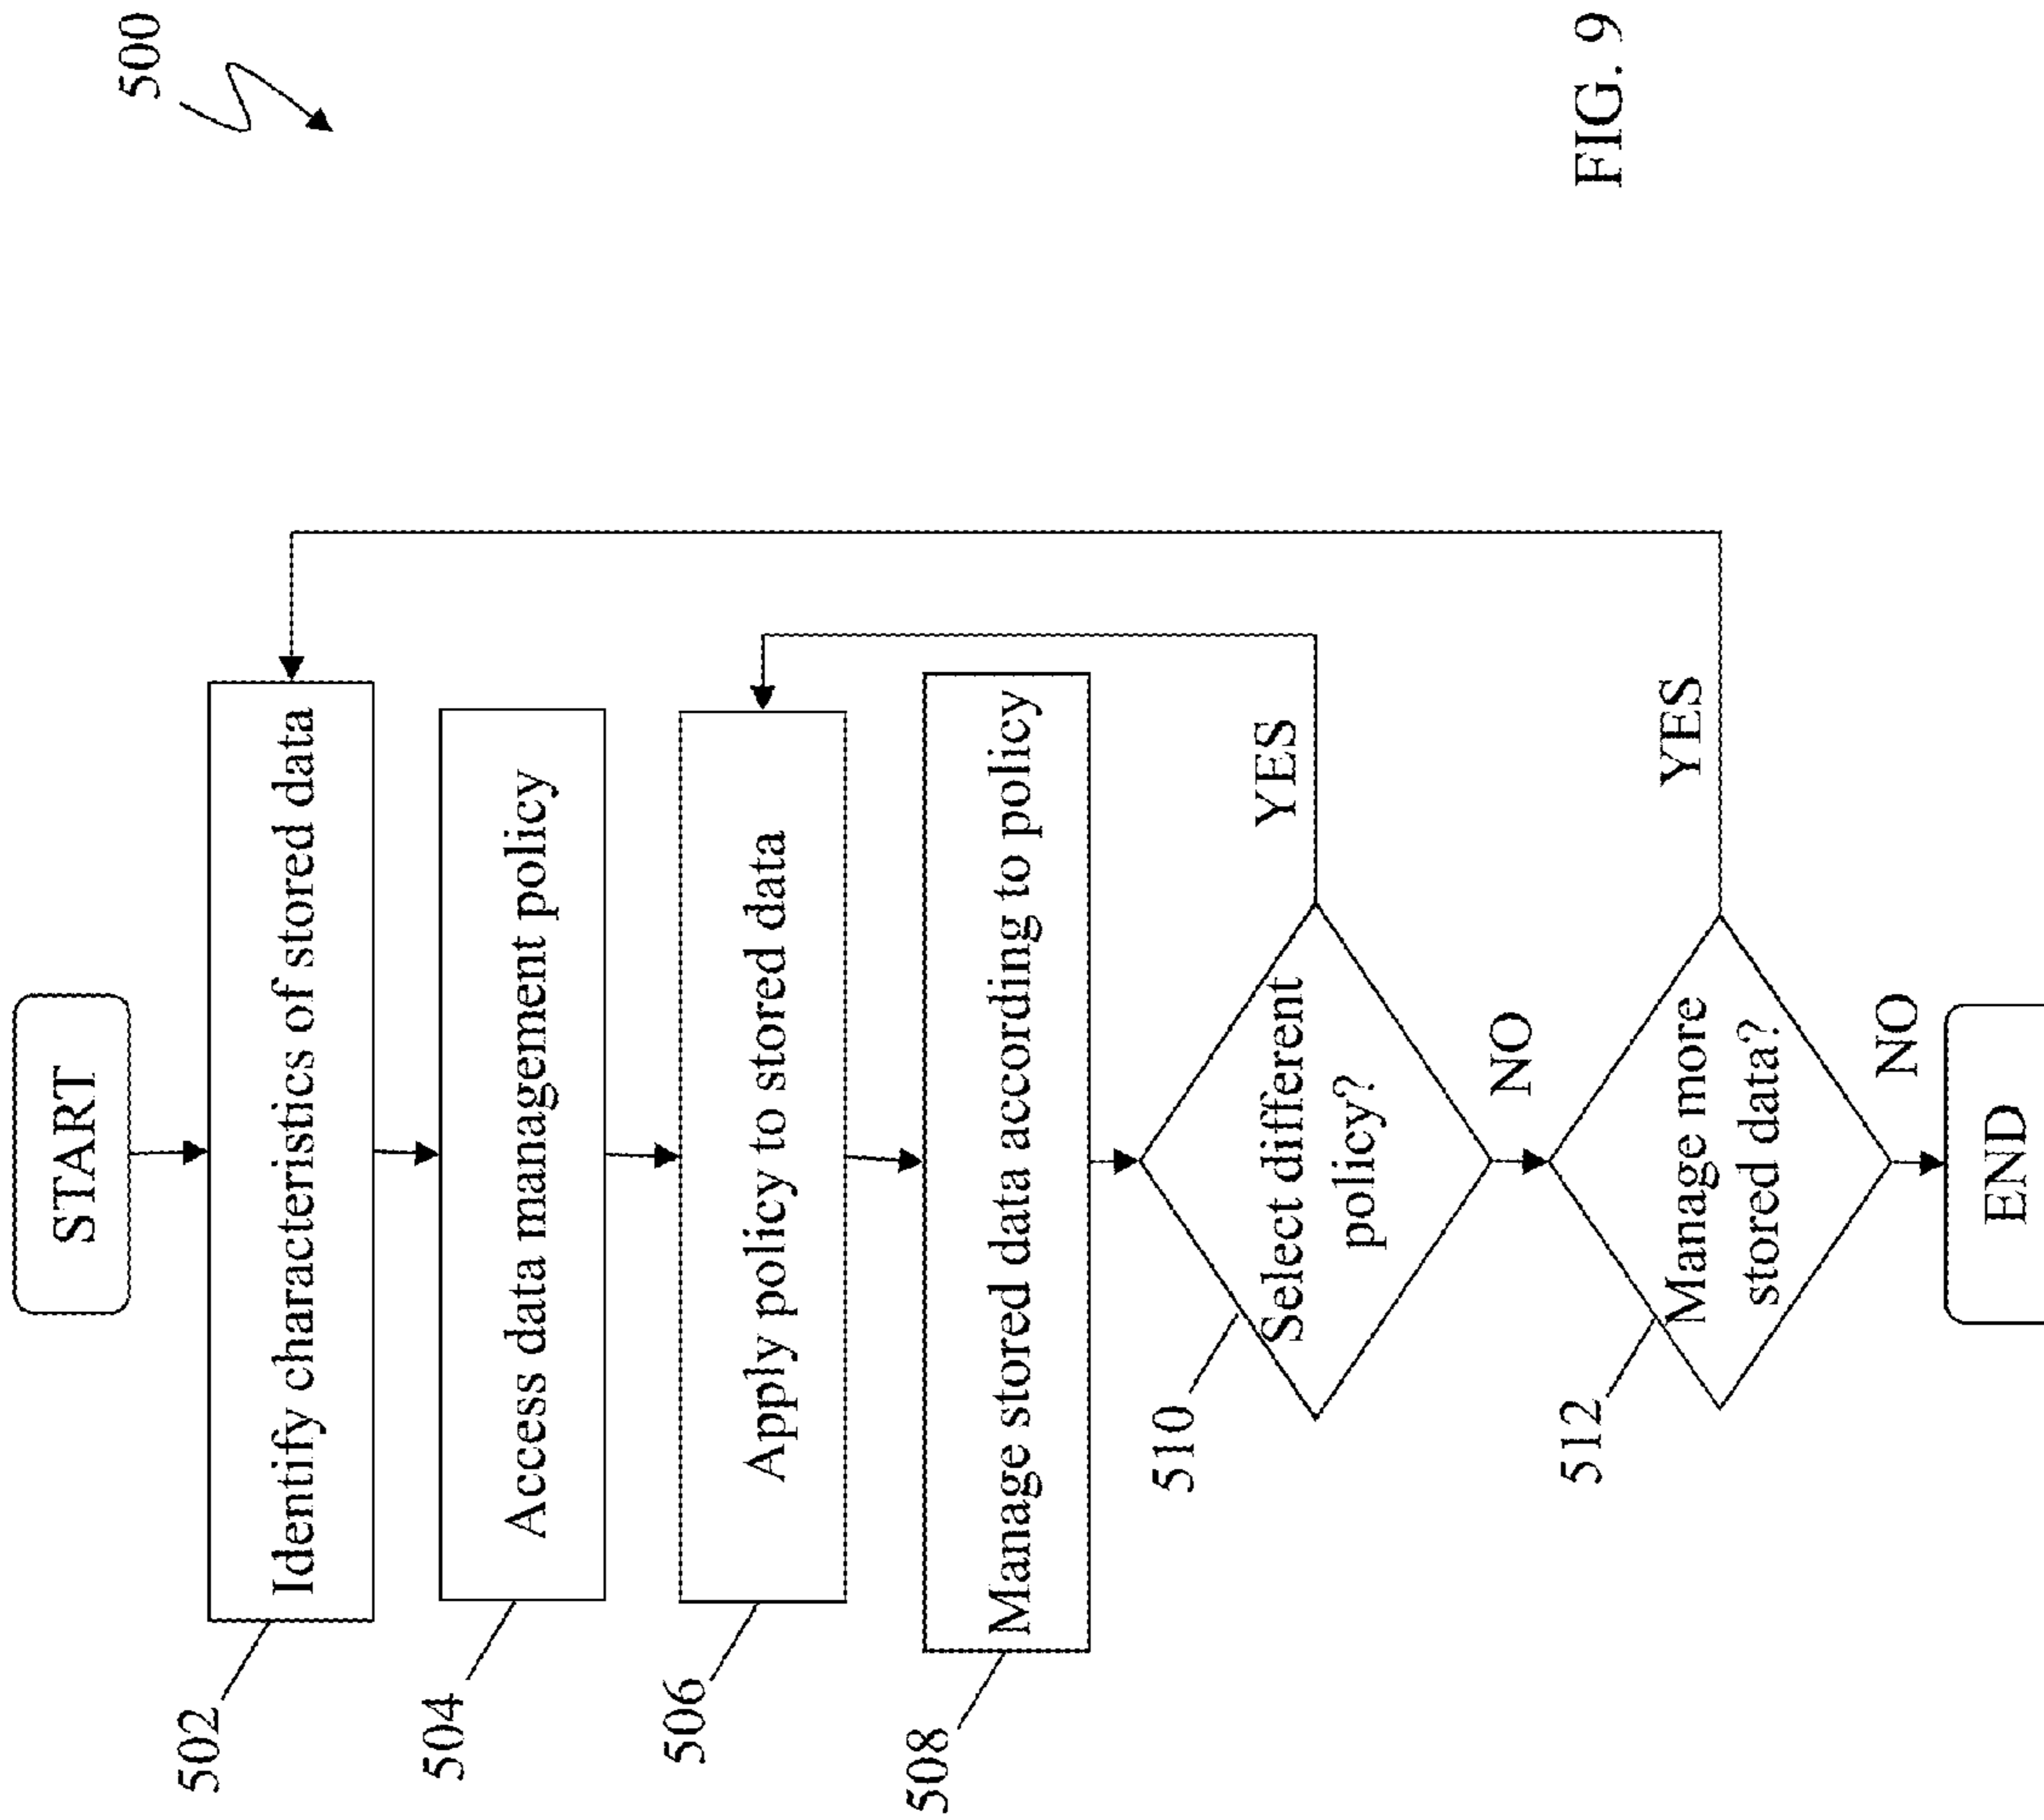 500
START
502
Identify characteristics of stored data
504
Access data management policy
506
Apply policy to stored data
508
Manage stored data according to policy
510
Select different
policy?
YES
NO
512
Manage more
stored data?
YES
NO
END
FIG. 9